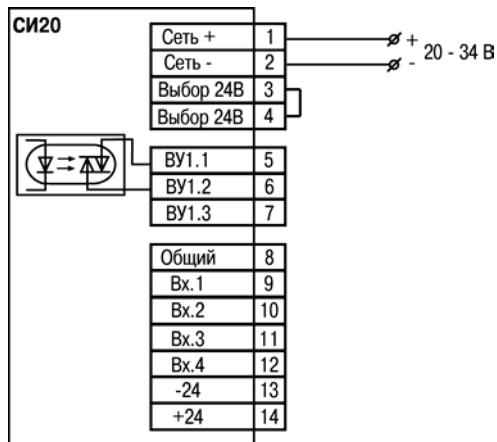 СИ20
Сеть + 1
+
20 - 34 В
Сеть - 2
-
Выбор 24В 3
Выбор 24В 4
ВУ1.1 5
ВУ1.2 6
ВУ1.3 7
Общий 8
Вх.1 9
Вх.2 10
Вх.3 11
Вх.4 12
-24 13
+24 14